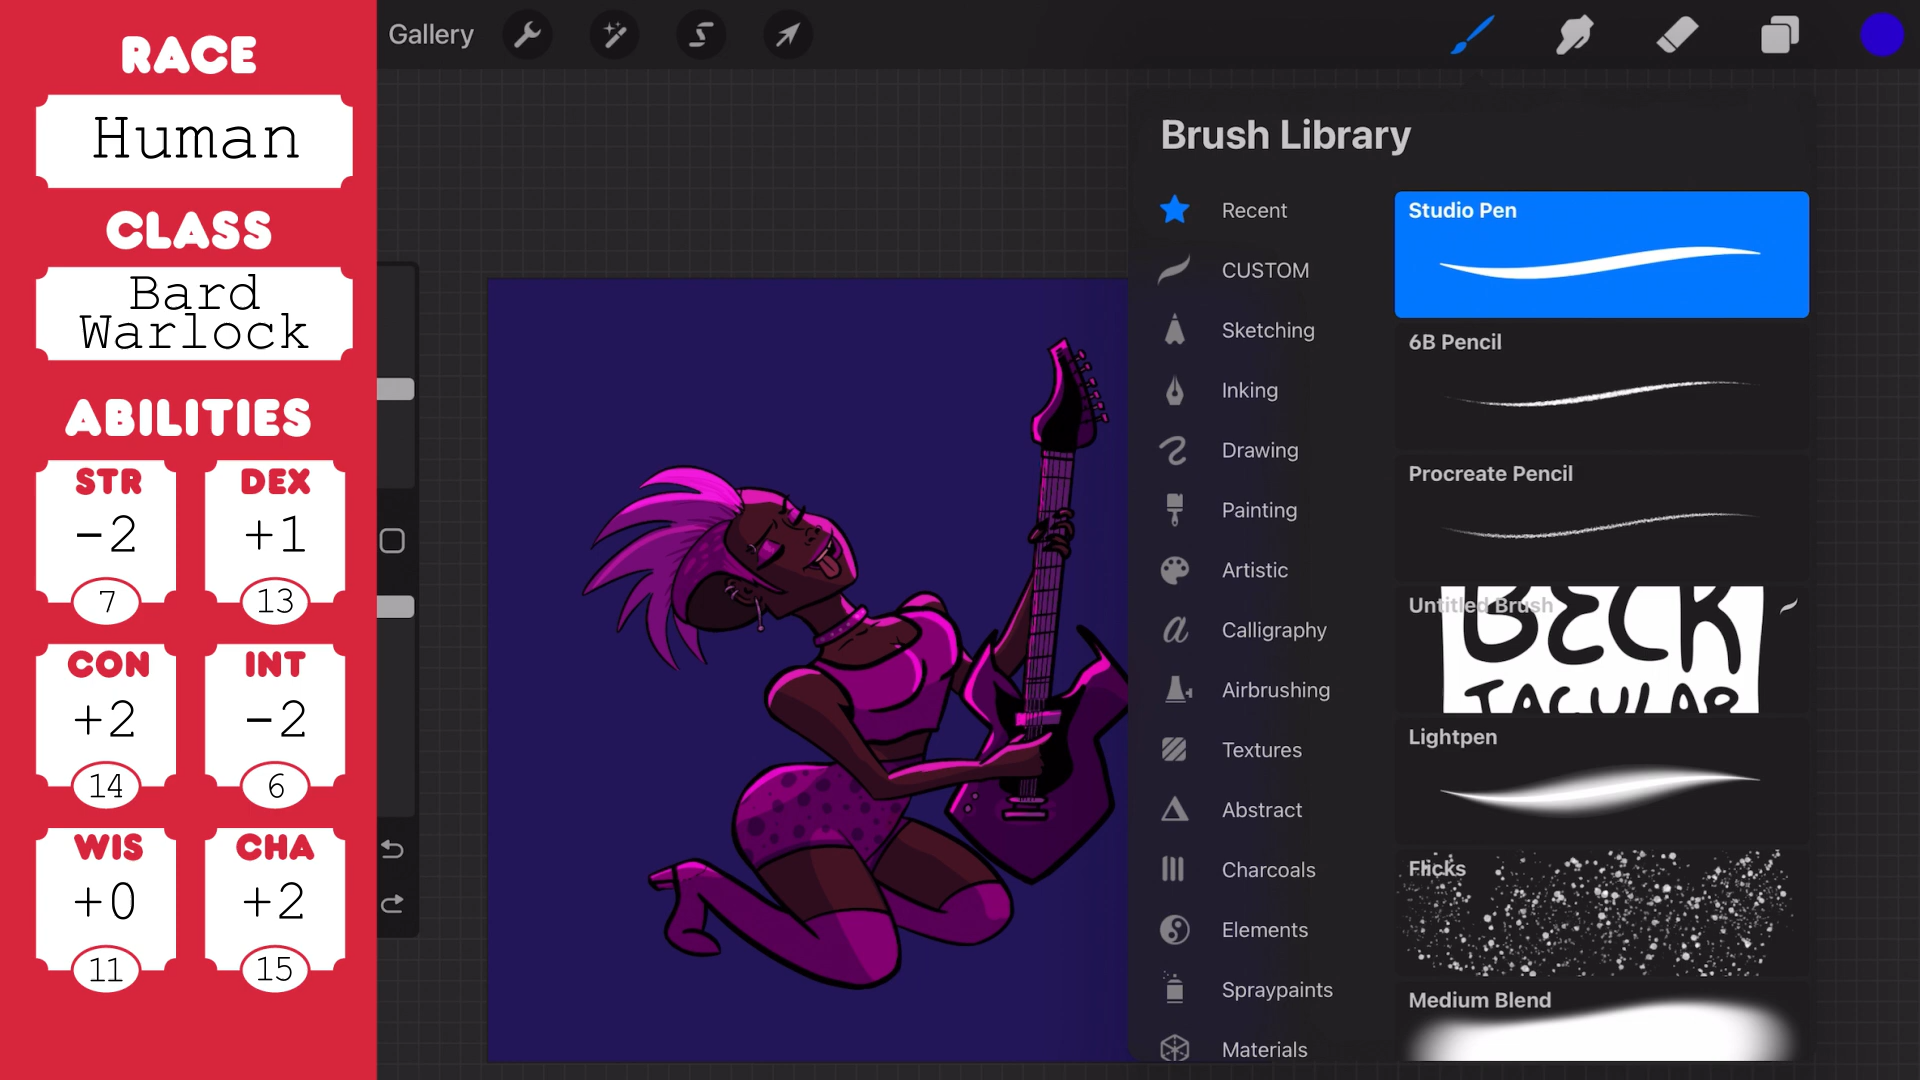 RACE
Human
CLASS
Bard
Warlock
ABILITIES
STR
-2
7
DEX
+1
13
CON
+2
14
INT
-2
6
WIS
+0
11
CHA
+2
15
Gallery
Brush Library
Recent
CUSTOM
Sketching
Inking
Drawing
Painting
Artistic
Calligraphy
Airbrushing
Textures
Abstract
Charcoals
Elements
Spraypaints
Materials
Studio Pen
6B Pencil
Procreate Pencil
Untitled Brush
BECK
TACULAR
Lightpen
Flicks
Medium Blend